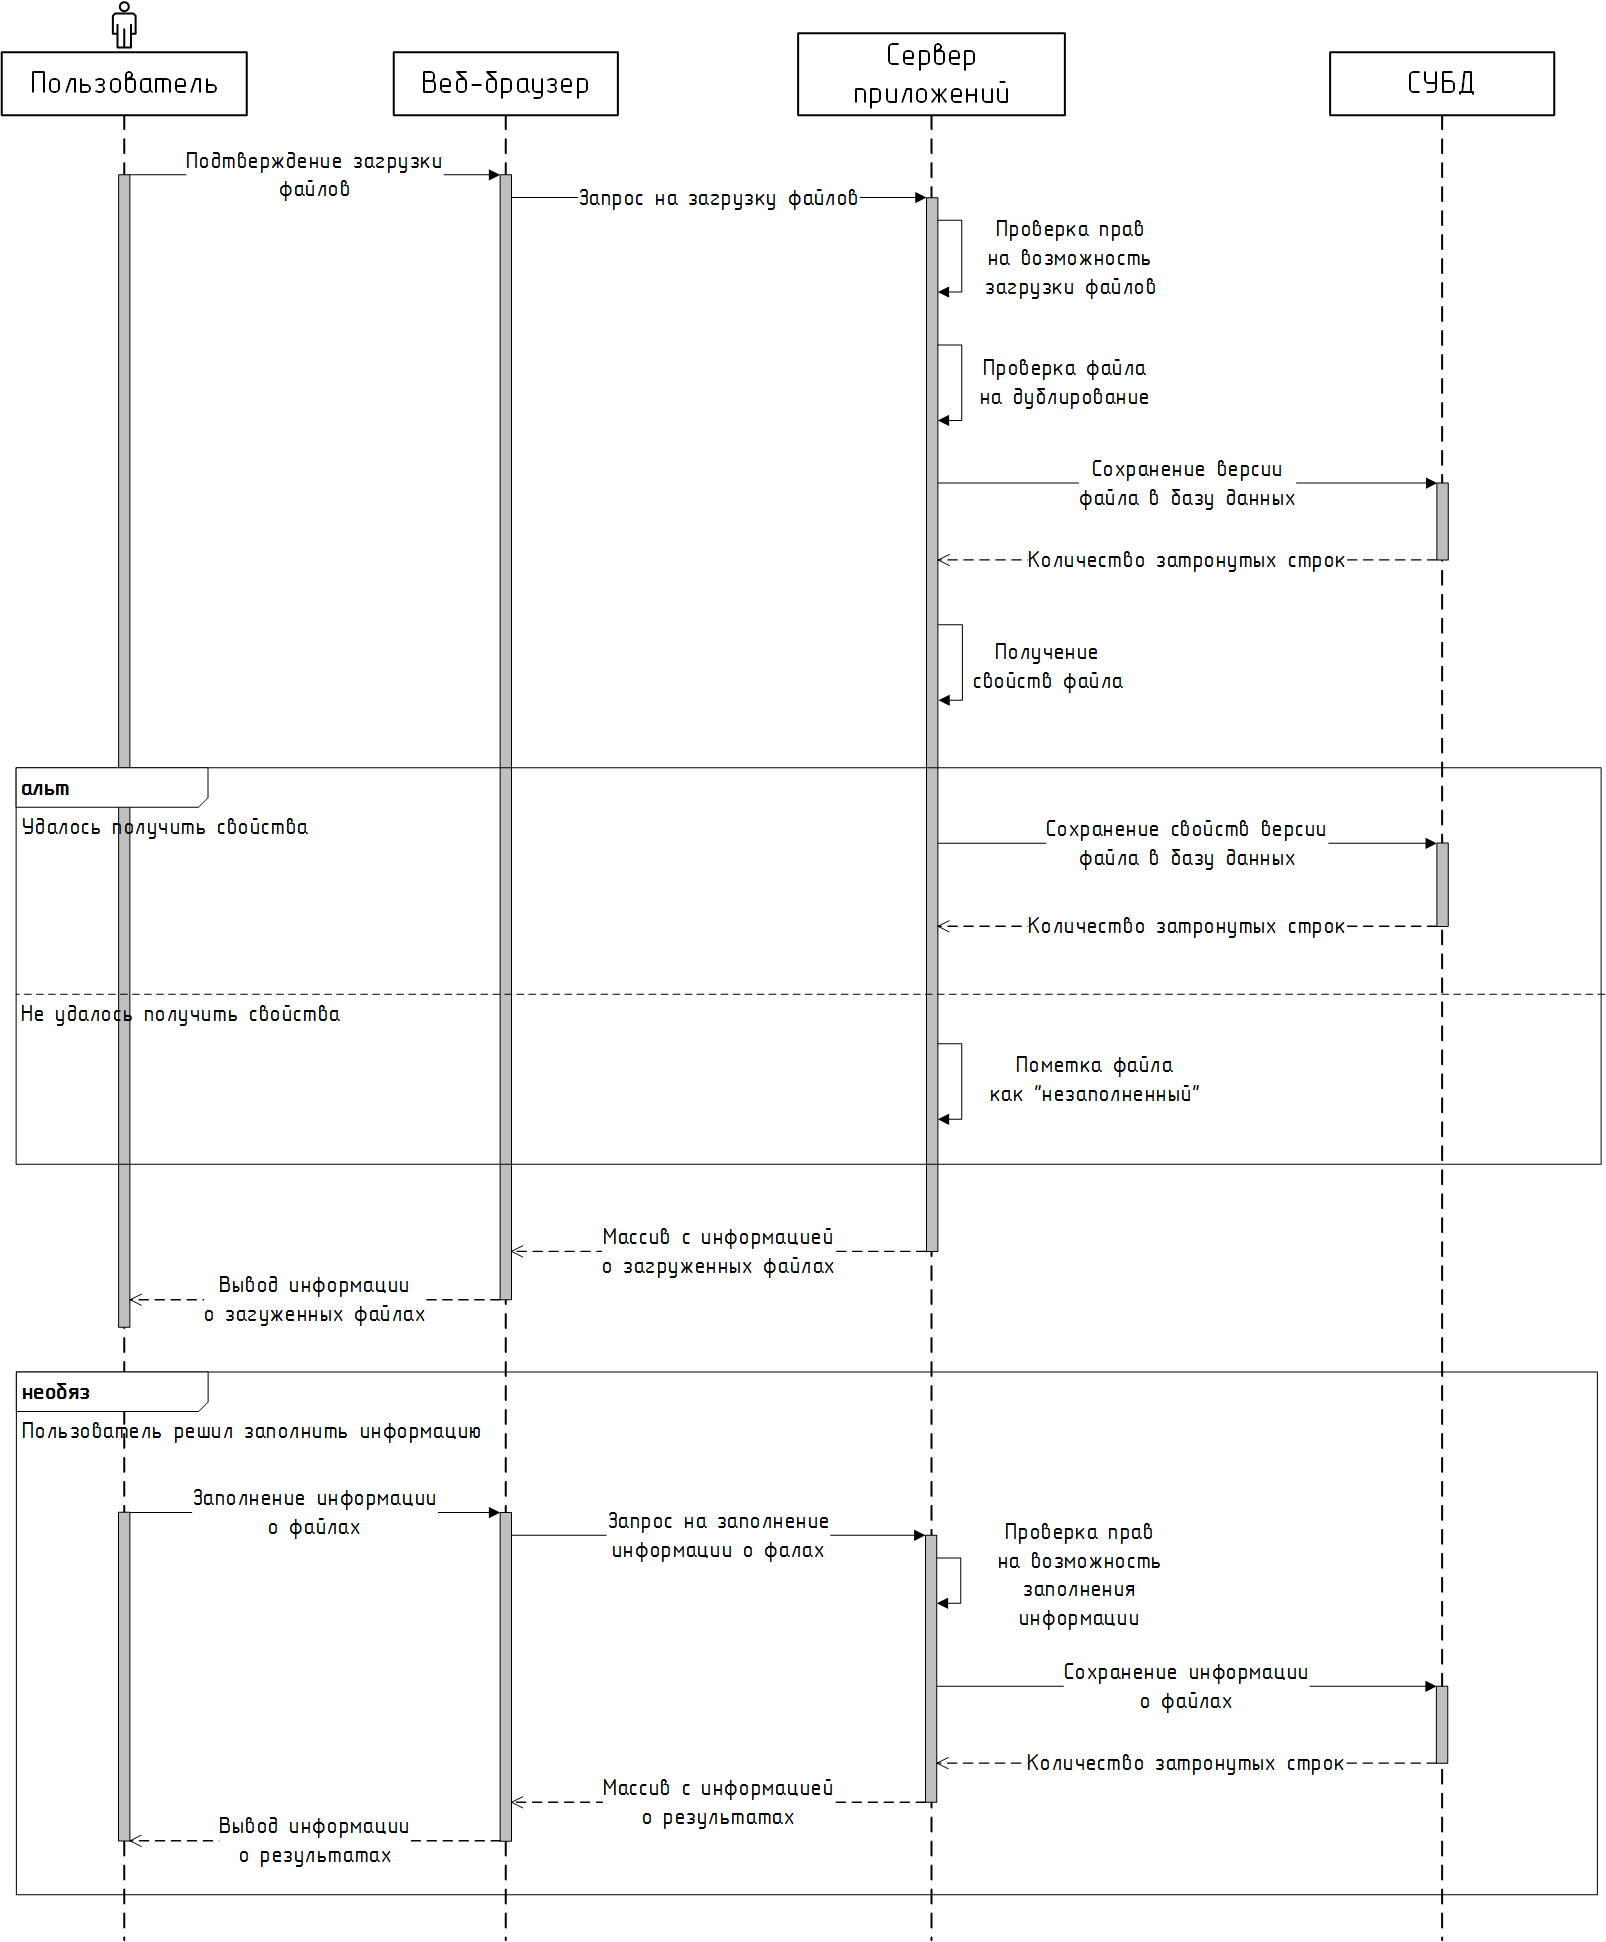 Пользователь
Веб-браузер
Сервер
приложений
СУБД
Подтверждение загрузки
файлов
Запрос на загрузку файлов
Проверка прав
на возможность
загрузки файлов
Проверка файла
на дублирование
Сохранение версии
файла в базу данных
Количество затронутых строк
Получение
свойств файла
альт
Удалось получить свойства
Сохранение свойств версии
файла в базу данных
Количество затронутых строк
Не удалось получить свойства
Пометка файла
как "незаполненный"
Массив с информацией
о загруженных файлах
Вывод информации
о загуженных файлах
необяз
Пользователь решил заполнить информацию
Заполнение информации
о файлах
Запрос на заполнение
информации о фалах
Проверка прав
на возможность
заполнения
информации
Сохранение информации
о файлах
Количество затронутых строк
Массив с информацией
о результатах
Вывод информации
о результатах